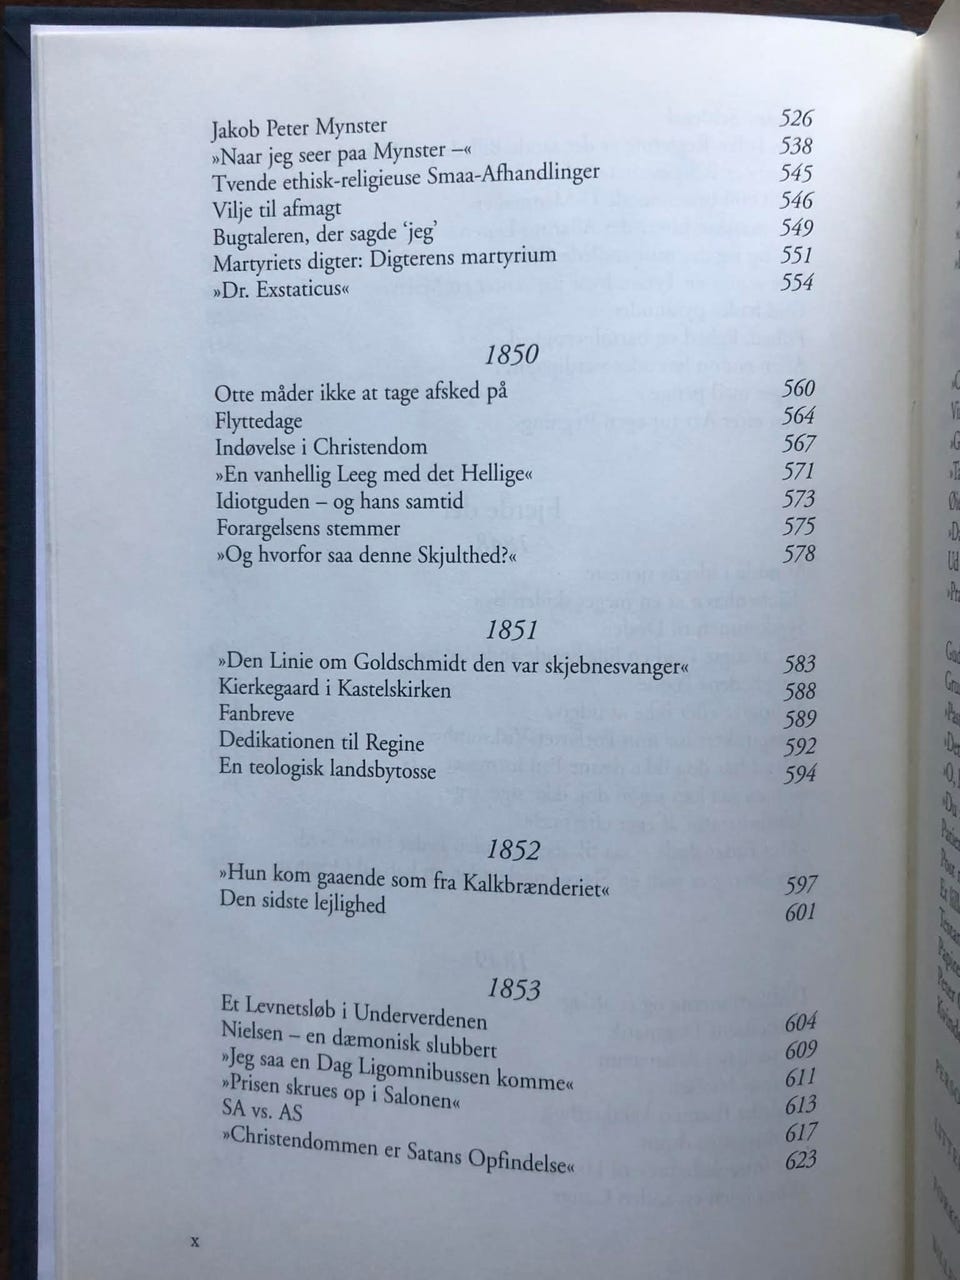 Jakob Peter Mynster 526
»Naar jeg seer paa Mynster –« 538
Tvende ethisk-religieuse Smaa-Afhandlinger 545
Vilje til afmagt 546
Bugtaleren, der sagde ‘jeg’ 549
Martyriets digter: Digterens martyrium 551
»Dr. Exstaticus« 554
1850
Otte måder ikke at tage afsked på 560
Flyttedage 564
Indøvelse i Christendom 567
»En vanhellig Leeg med det Hellige« 571
Idiotguden – og hans samtid 573
Forargelsens stemmer 575
»Og hvorfor saa denne Skjulthed?« 578
1851
»Den Linie om Goldschmidt den var skjebnesvanger« 583
Kierkegaard i Kastelskirken 588
Fanbreve 589
Dedikationen til Regine 592
En teologisk landsbytosse 594
1852
»Hun kom gaaende som fra Kalkbrænderiet« 597
Den sidste lejlighed 601
1853
Et Levnetsløb i Underverdenen 604
Nielsen – en dæmonisk slubbert 609
»Jeg saa en Dag Ligomnibussen komme« 611
»Prisen skrues op i Salonen« 613
SA vs. AS 617
»Christendommen er Satans Opfindelse« 623
x